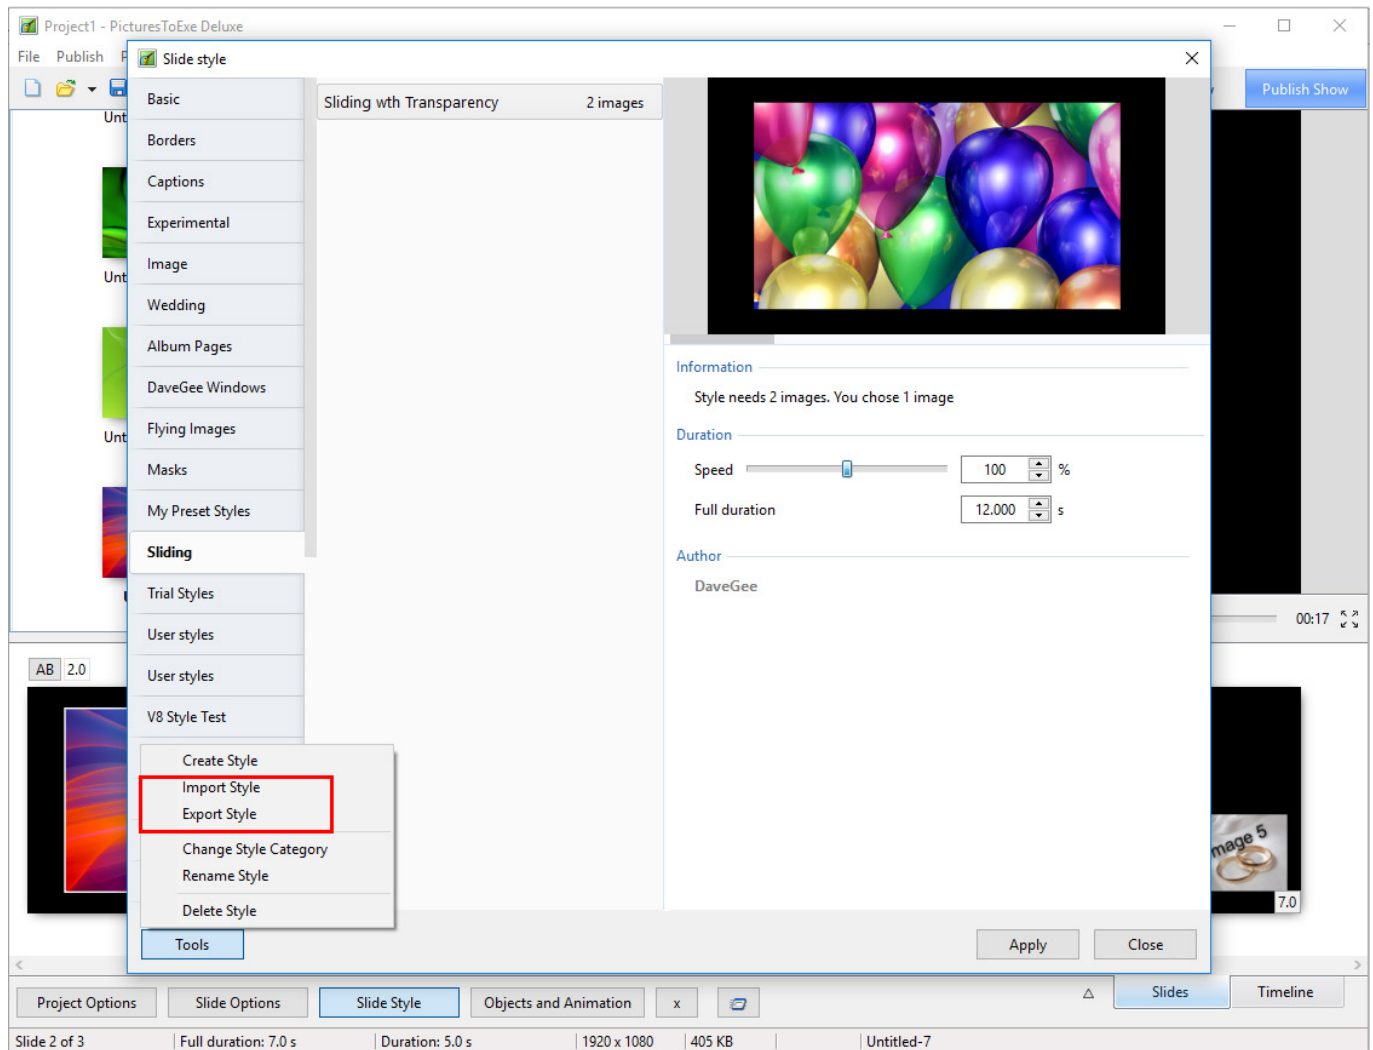 Project1 - PicturesToExe Deluxe
File Publish P
Slide style
Publish Show
Basic
Borders
Captions
Experimental
Image
Wedding
Album Pages
DaveGee Windows
Flying Images
Masks
My Preset Styles
Sliding
Trial Styles
User styles
User styles
V8 Style Test
Sliding wth Transparency 2 images
Information
Style needs 2 images. You chose 1 image
Duration
Speed 100 %
Full duration 12.000 s
Author
DaveGee
Unt
Unt
Unt
00:17
AB 2.0
Create Style
Import Style
Export Style
Change Style Category
Rename Style
Delete Style
Tools
Apply Close
mage 5
7.0
Project Options Slide Options Slide Style Objects and Animation x
Slides Timeline
Slide 2 of 3 Full duration: 7.0 s Duration: 5.0 s 1920 x 1080 405 KB Untitled-7